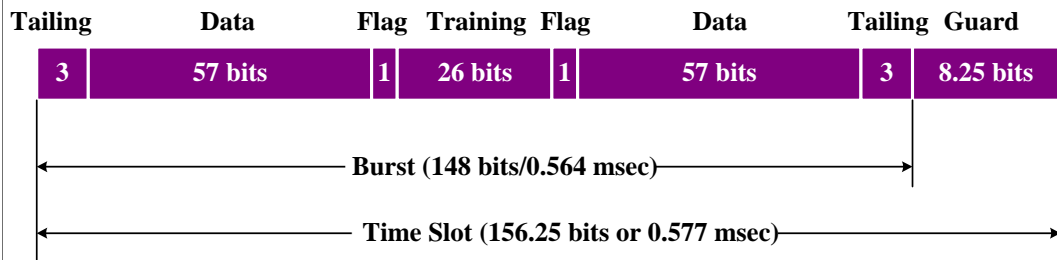 Tailing Data Flag Training Flag Data Tailing Guard
3 57 bits 1 26 bits 1 57 bits 3 8.25 bits
Burst (148 bits/0.564 msec)
Time Slot (156.25 bits or 0.577 msec)